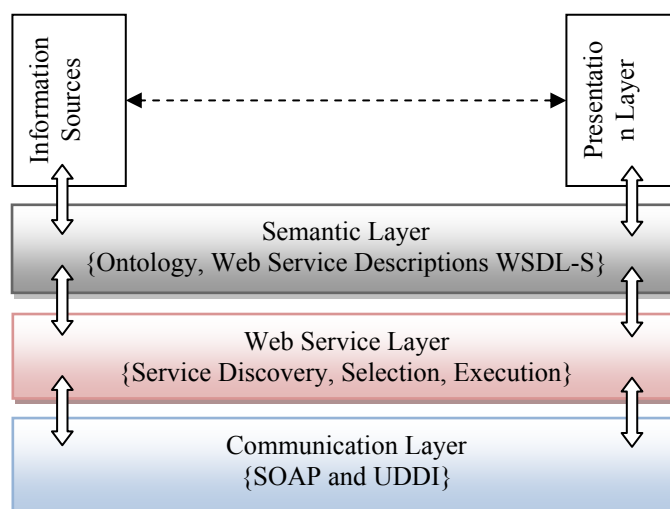 Information
Sources
Presentatio
n Layer
Semantic Layer
{Ontology, Web Service Descriptions WSDL-S}
Web Service Layer
{Service Discovery, Selection, Execution}
Communication Layer
{SOAP and UDDI}